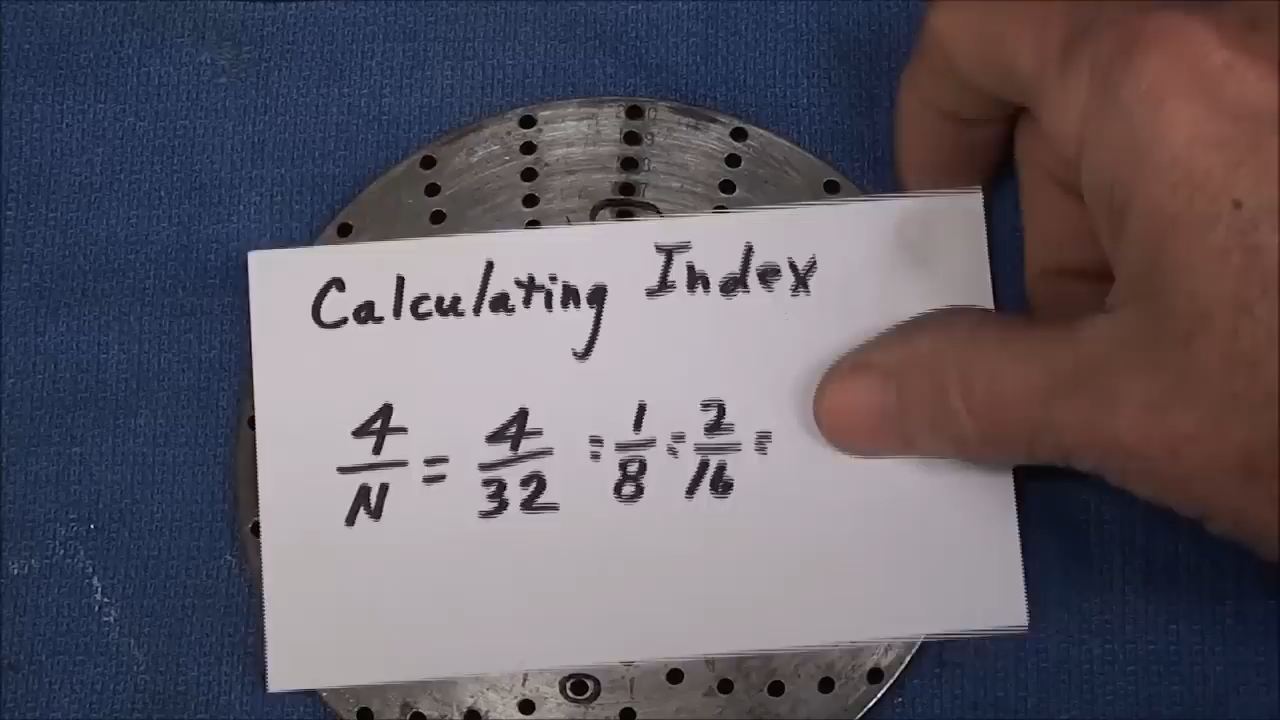 Calculating Index
4/N = 4/32 = 1/8 = 2/16 =